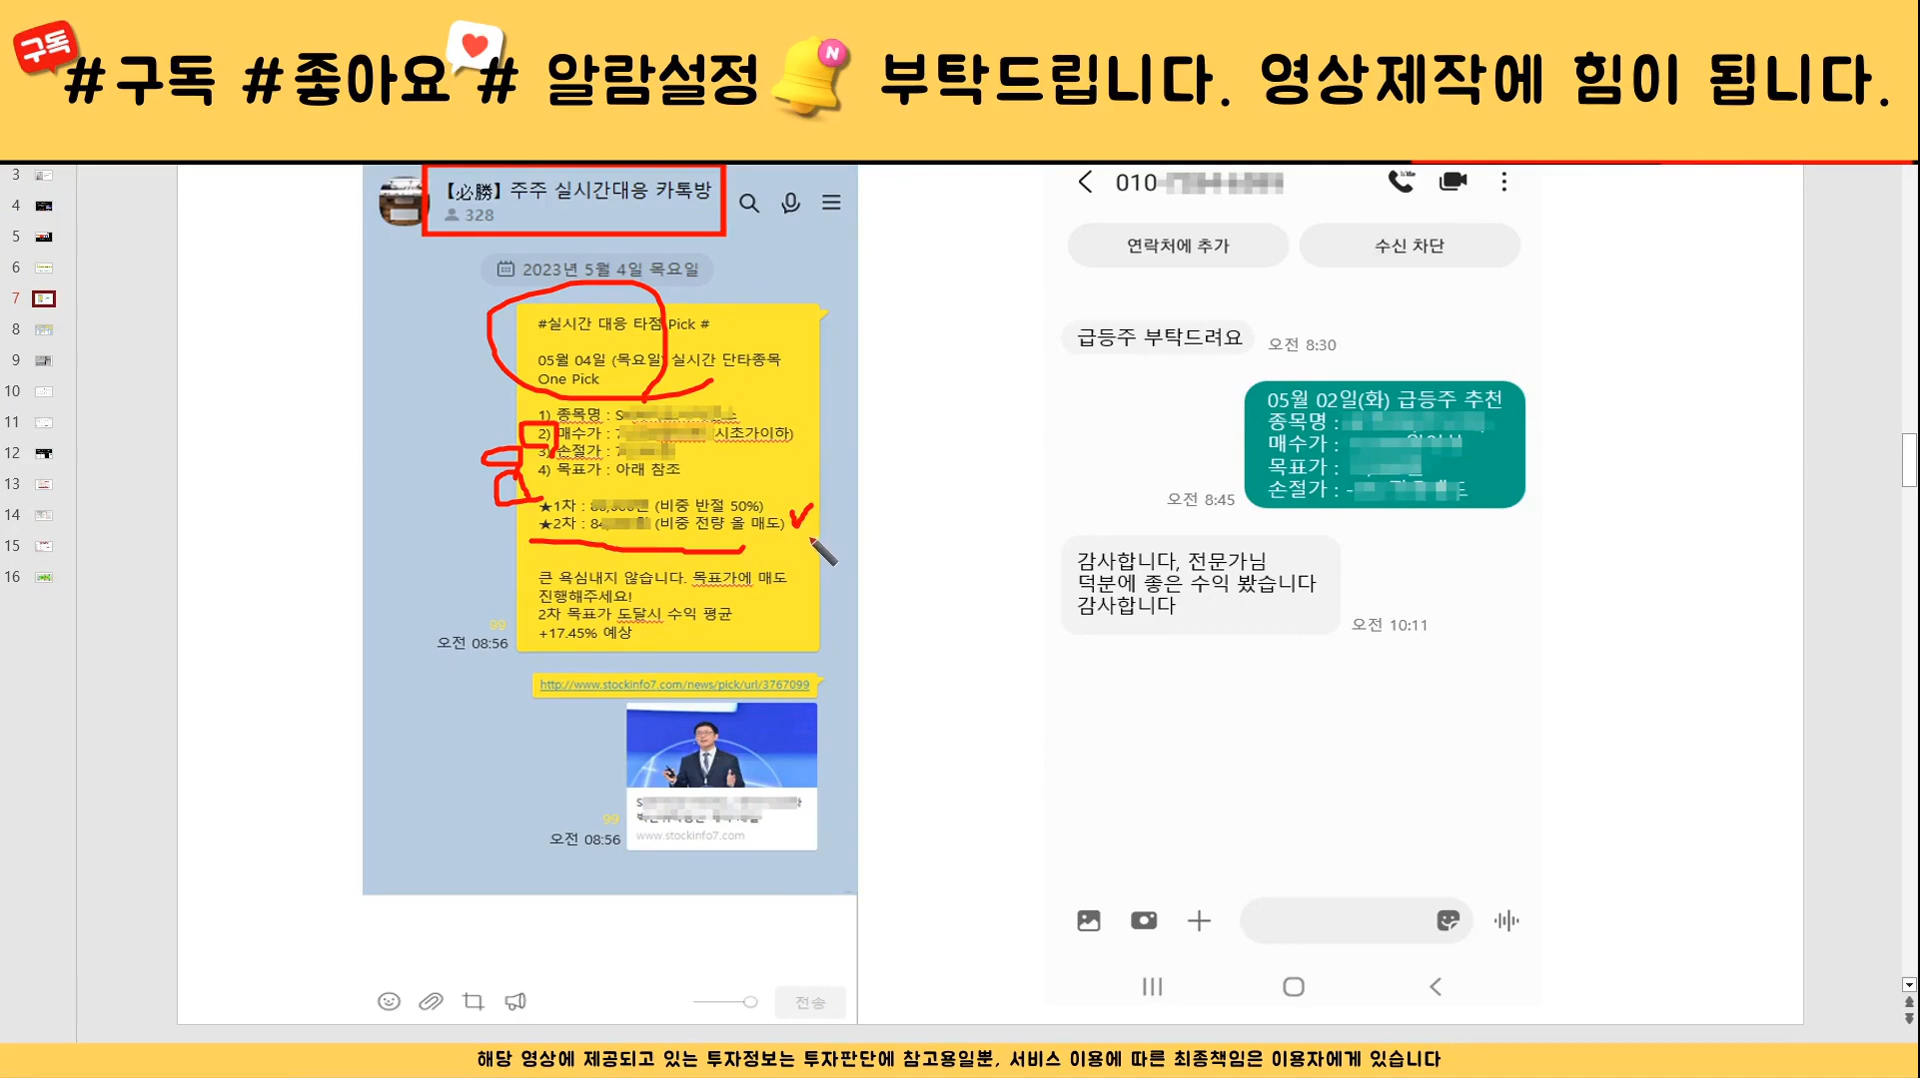 구독
#구독 #좋아요 # 알람설정 부탁드립니다. 영상제작에 힘이 됩니다.
N
3
4
5
6
7
8
9
10
11
12
13
14
15
16
【必勝】주주 실시간대응 카톡방
328
2023년 5월 4일 목요일
#실시간 대응 타점 Pick #
05월 04일 (목요일) 실시간 단타종목
One Pick
1) 종목명 : S
2) 매수가 : 7 시초가이하)
3) 손절가 : 7
4) 목표가 : 아래 참조
★1차 : (비중 반절 50%)
★2차 : 84 (비중 전량 올 매도)
큰 욕심내지 않습니다. 목표가에 매도
진행해주세요!
2차 목표가 도달시 수익 평균
+17.45% 예상
99
오전 08:56
http://www.stockinfo7.com/news/pick/url/3767099
S
www.stockinfo7.com
99
오전 08:56
전송
010
연락처에 추가
수신 차단
급등주 부탁드려요
오전 8:30
05월 02일(화) 급등주 추천
종목명 :
매수가 :
목표가 :
손절가 : -
오전 8:45
감사합니다, 전문가님
덕분에 좋은 수익 봤습니다
감사합니다
오전 10:11
해당 영상에 제공되고 있는 투자정보는 투자판단에 참고용일뿐, 서비스 이용에 따른 최종책임은 이용자에게 있습니다